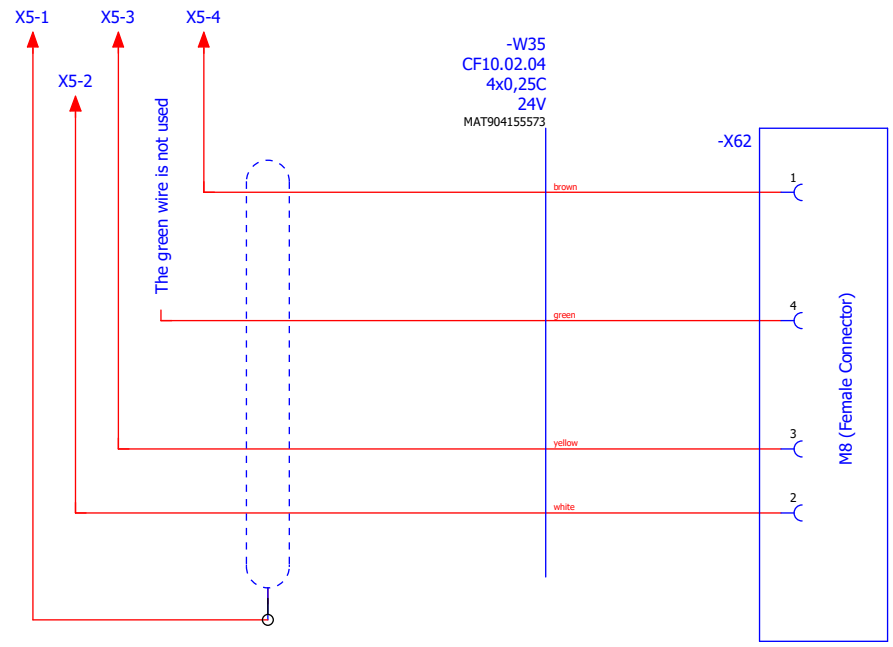 X5-1
X5-3
X5-4
X5-2
The green wire is not used
-W35
CF10.02.04
4x0,25C
24V
MAT904155573
-X62
brown
1
green
4
yellow
3
white
2
M8 (Female Connector)